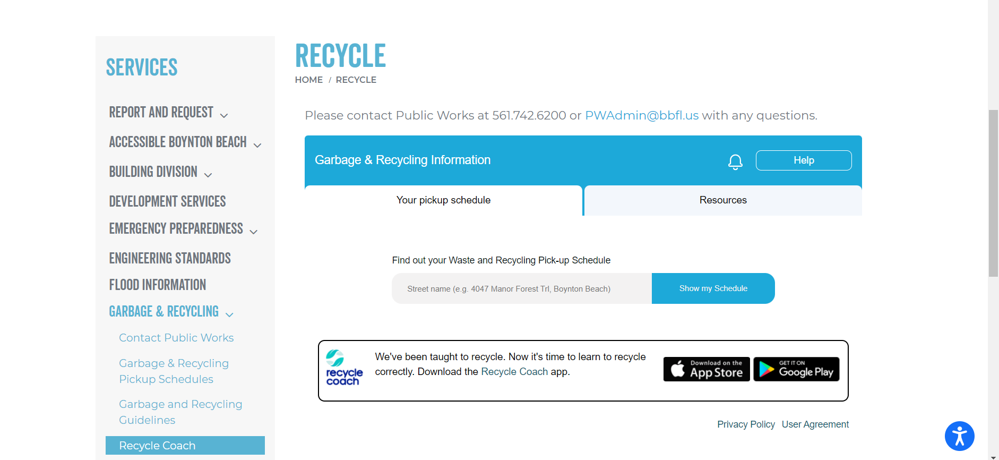 SERVICES
REPORT AND REQUEST
ACCESSIBLE BOYNTON BEACH
BUILDING DIVISION
DEVELOPMENT SERVICES
EMERGENCY PREPAREDNESS
ENGINEERING STANDARDS
FLOOD INFORMATION
GARBAGE & RECYCLING
Contact Public Works
Garbage & Recycling
Pickup Schedules
Garbage and Recycling
Guidelines
Recycle Coach
RECYCLE
HOME / RECYCLE
Please contact Public Works at 561.742.6200 or PWAdmin@bbfl.us with any questions.
Garbage & Recycling Information
Help
Your pickup schedule
Resources
Find out your Waste and Recycling Pick-up Schedule
Street name (e.g. 4047 Manor Forest Trl, Boynton Beach)
Show my Schedule
recycle
coach
We've been taught to recycle. Now it's time to learn to recycle
correctly. Download the Recycle Coach app.
Download on the
App Store
GET IT ON
Google Play
Privacy Policy User Agreement